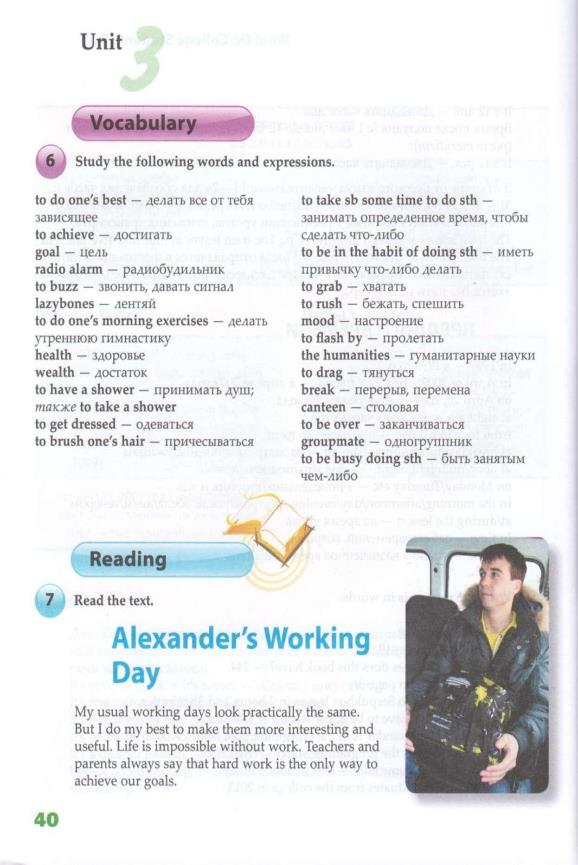 Unit 3
Vocabulary
6 Study the following words and expressions.
to do one's best — делать все от тебя
зависящее
to achieve — достигать
goal — цель
radio alarm — радиобудильник
to buzz — звонить, давать сигнал
lazybones — лентяй
to do one's morning exercises — делать
утреннюю гимнастику
health — здоровье
wealth — достаток
to have a shower — принимать душ;
также to take a shower
to get dressed — одеваться
to brush one's hair — причесываться
to take sb some time to do sth —
занимать определенное время, чтобы
сделать что-либо
to be in the habit of doing sth — иметь
привычку что-либо делать
to grab — хватать
to rush — бежать, спешить
mood — настроение
to flash by — пролетать
the humanities — гуманитарные науки
to drag — тянуться
break — перерыв, перемена
canteen — столовая
to be over — заканчиваться
groupmate — одногруппник
to be busy doing sth — быть занятым
чем-либо
Reading
7 Read the text.
Alexander's Working
Day
My usual working days look practically the same.
But I do my best to make them more interesting and
useful. Life is impossible without work. Teachers and
parents always say that hard work is the only way to
achieve our goals.
40